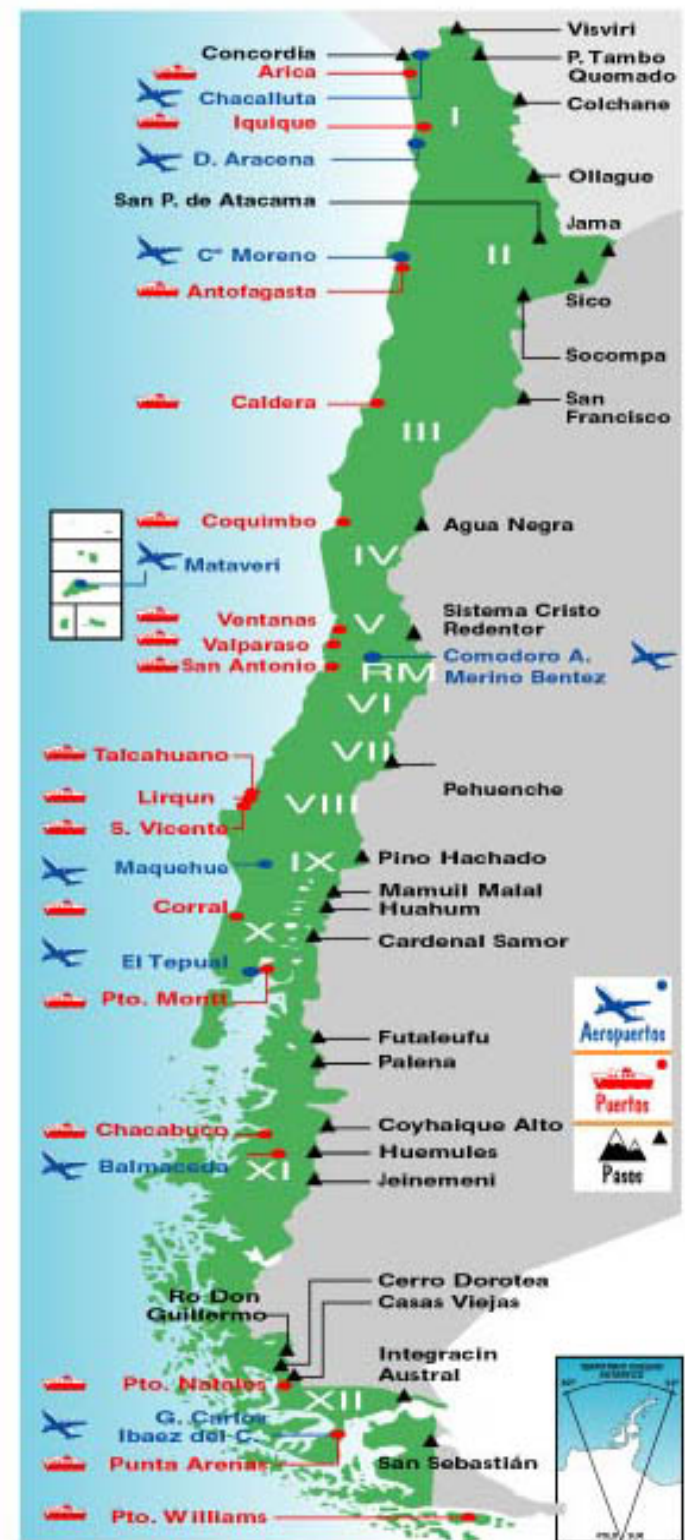 Visviri
Concordia
P. Tambo
Quemado
Arica
Chacalluta
Colchane
Iquique
I
D. Aracena
Ollague
San P. de Atacama
Jama
Cº Moreno
II
Antofagasta
Sico
Socompa
Caldera
San
Francisco
III
Coquimbo
Agua Negra
IV
Mataveri
Ventanas
V
Sistema Cristo
Redentor
Valparaso
San Antonio
RM
Comodoro A.
Merino Bentez
VI
VII
Talcahuano
Pehuenche
Lirqun
VIII
S. Vicente
Maquehue
IX
Pino Hachado
Mamuil Malal
Corral
Huahum
X
Cardenal Samor
El Tepual
Pto. Montt
Aeropuertos
Futaleufu
Palena
Puertos
Chacabuco
Coyhaique Alto
Balmaceda
Huemules
XI
Jeinemeni
Pasos
Cerro Dorotea
Ro Don
Guillermo
Casas Viejas
Integracin
Austral
Pto. Natales
XII
G. Carlos
Ibaez del C.
Punta Arenas
San Sebastián
Pto. Williams